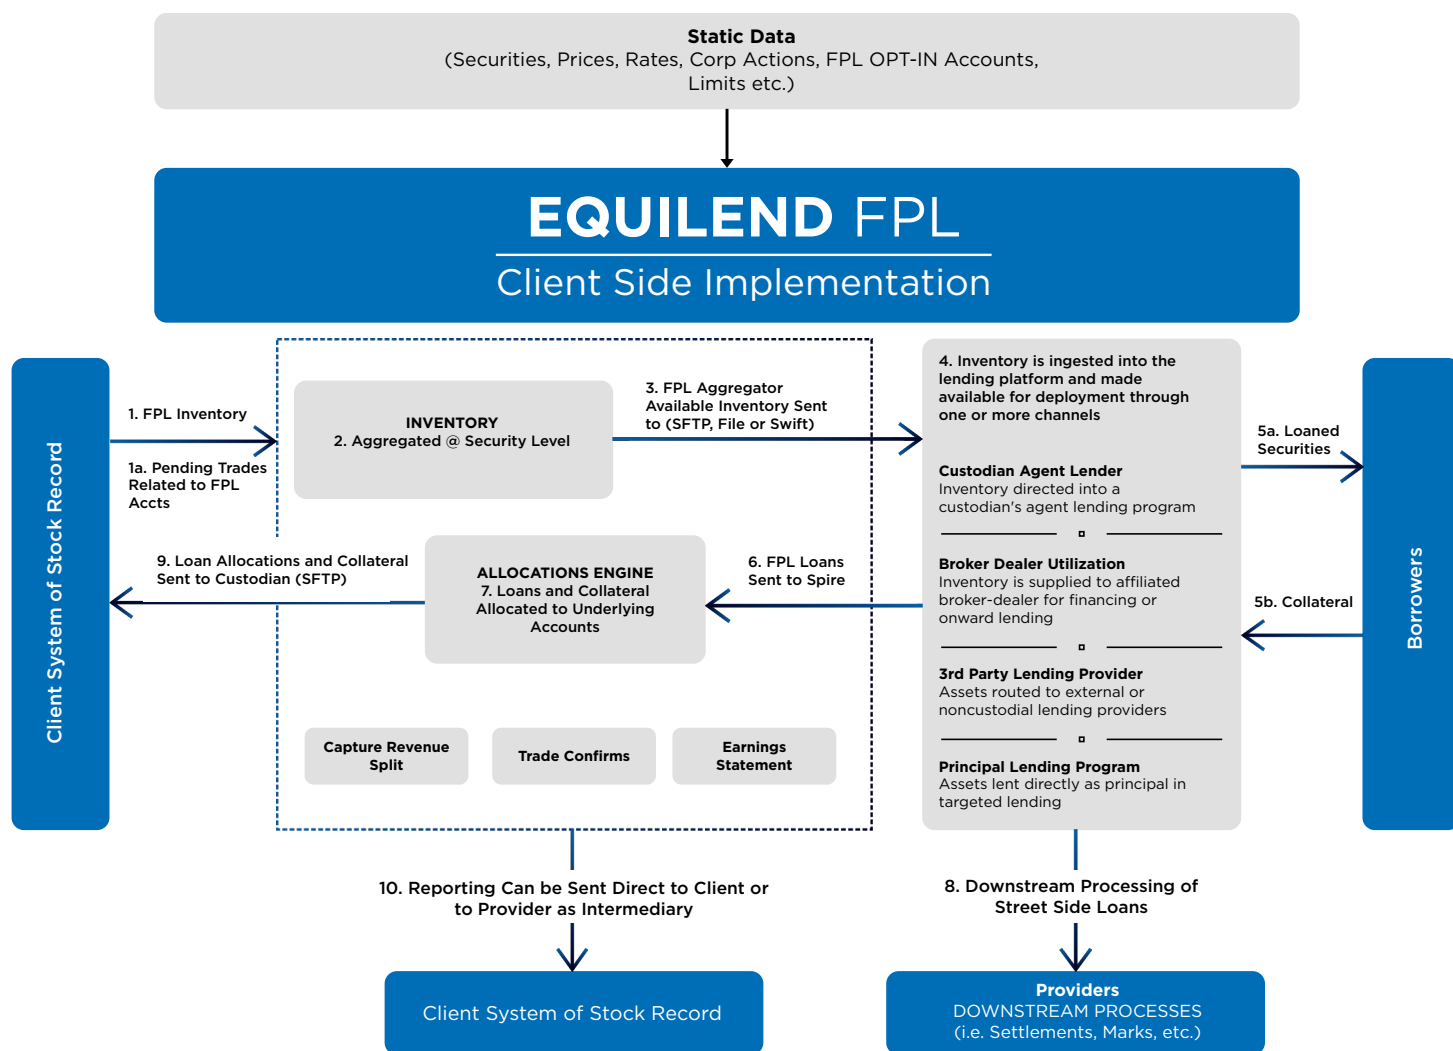 Static Data
(Securities, Prices, Rates, Corp Actions, FPL OPT-IN Accounts,
Limits etc.)
EQUILEND FPL
Client Side Implementation
Client System of Stock Record
1. FPL Inventory
1a. Pending Trades
Related to FPL
Accts
INVENTORY
2. Aggregated @ Security Level
3. FPL Aggregator
Available Inventory Sent
to (SFTP, File or Swift)
4. Inventory is ingested into the
lending platform and made
available for deployment through
one or more channels
Custodian Agent Lender
Inventory directed into a
custodian's agent lending program
Broker Dealer Utilization
Inventory is supplied to affiliated
broker-dealer for financing or
onward lending
3rd Party Lending Provider
Assets routed to external or
noncustodial lending providers
Principal Lending Program
Assets lent directly as principal in
targeted lending
5a. Loaned
Securities
5b. Collateral
Borrowers
6. FPL Loans
Sent to Spire
ALLOCATIONS ENGINE
7. Loans and Collateral
Allocated to Underlying
Accounts
9. Loan Allocations and Collateral
Sent to Custodian (SFTP)
Capture Revenue
Split
Trade Confirms
Earnings
Statement
10. Reporting Can be Sent Direct to Client or
to Provider as Intermediary
8. Downstream Processing of
Street Side Loans
Client System of Stock Record
Providers
DOWNSTREAM PROCESSES
(i.e. Settlements, Marks, etc.)